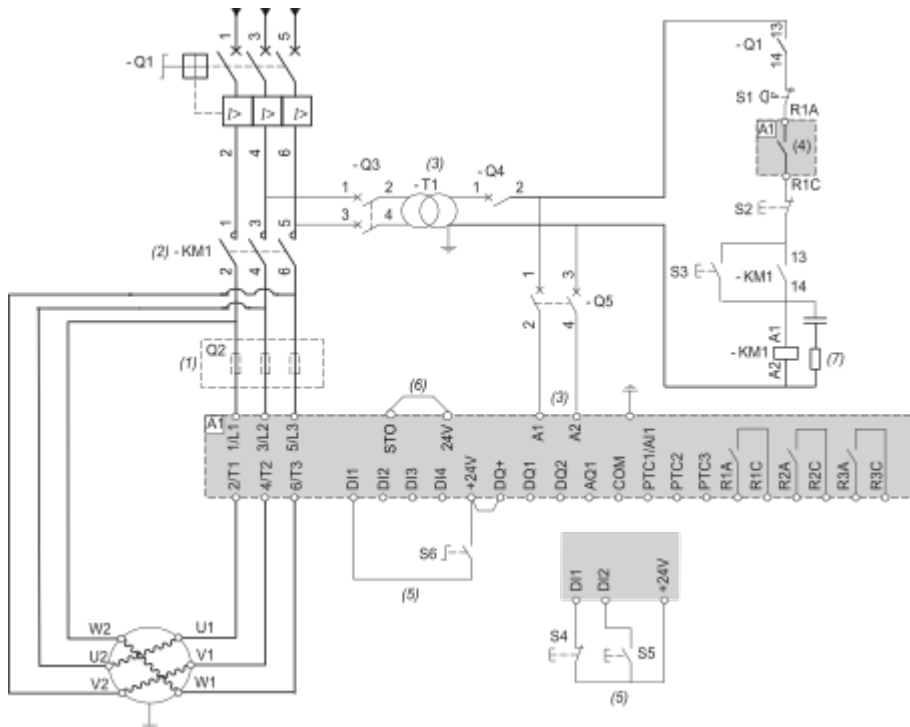 1 3 5
-Q1
I> I> I>
2 4 6
-Q3 (3) -Q4
1 2 -T1 1 2
3 4
1 3 5
(2) -KM1
2 4 6
13
-Q1
14
S1
R1A
A1 (4)
R1C
S2
S3
13
-KM1
14
A1
-KM1
A2
(7)
1 3
-Q5
2 4
(1) Q2
(6)
(3)
A1
1/L1 3/L2 5/L3 STO 24V A1 A2
2/T1 4/T2 6/T3 DI1 DI2 DI3 DI4 +24V DQ+ DQ1 DQ2 AQ1 COM PTC1/AI1 PTC2 PTC3 R1A R1C R2A R2C R3A R3C
S6
(5)
DI1 DI2 +24V
S4 S5
(5)
W2 U1
U2 V1
V2 W1